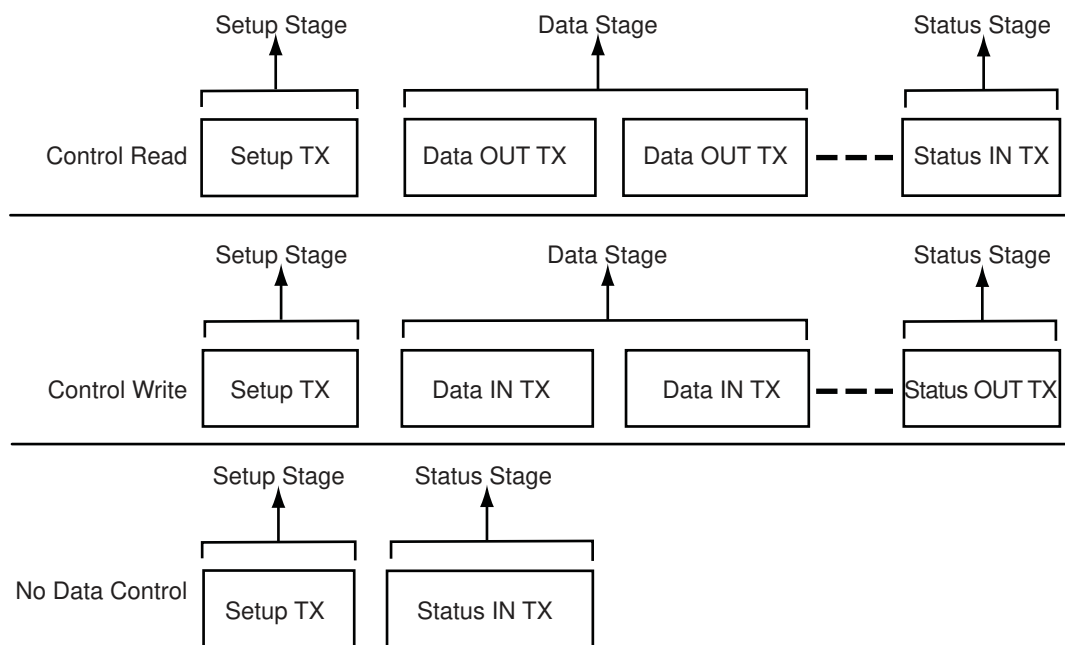 Setup Stage Data Stage Status Stage
Control Read Setup TX Data OUT TX Data OUT TX Status IN TX
Setup Stage Data Stage Status Stage
Control Write Setup TX Data IN TX Data IN TX Status OUT TX
Setup Stage Status Stage
No Data Control Setup TX Status IN TX